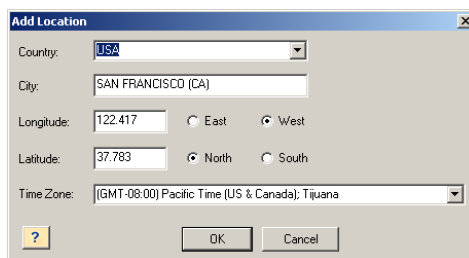 Add Location
Country: USA
City: SAN FRANCISCO (CA)
Longitude: 122.417 East West
Latitude: 37.783 North South
Time Zone: (GMT-08:00) Pacific Time (US & Canada); Tijuana
? OK Cancel